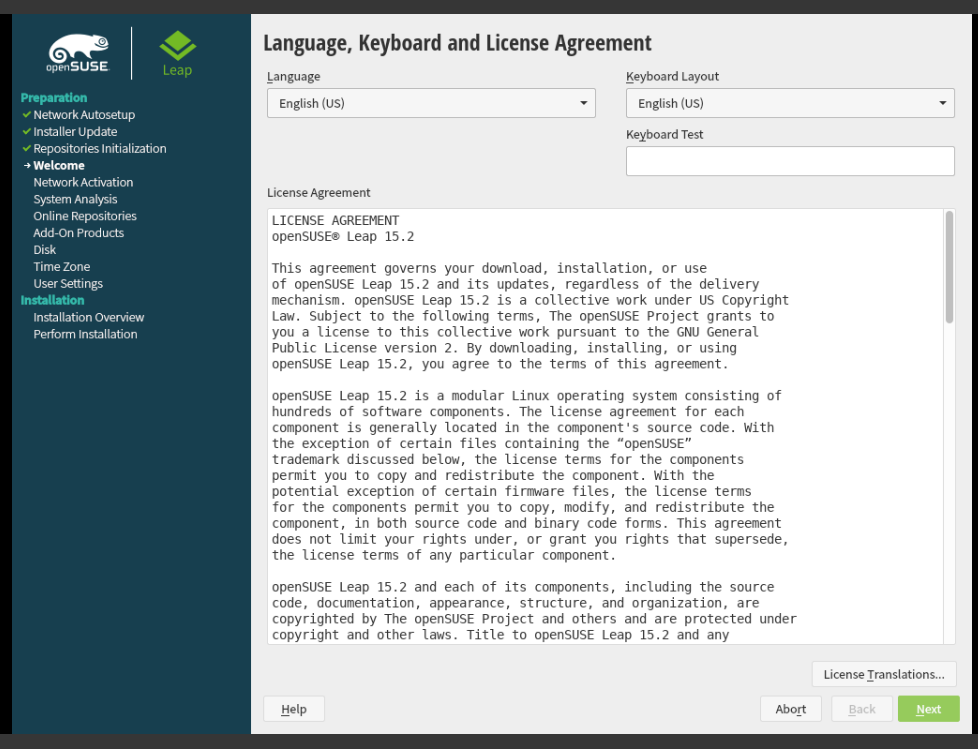 openSUSE.
Leap
Preparation
Network Autosetup
Installer Update
Repositories Initialization
Welcome
Network Activation
System Analysis
Online Repositories
Add-On Products
Disk
Time Zone
User Settings
Installation
Installation Overview
Perform Installation
Language, Keyboard and License Agreement
Language
Keyboard Layout
English (US)
English (US)
Keyboard Test
License Agreement
LICENSE AGREEMENT
openSUSE® Leap 15.2
This agreement governs your download, installation, or use
of openSUSE Leap 15.2 and its updates, regardless of the delivery
mechanism. openSUSE Leap 15.2 is a collective work under US Copyright
Law. Subject to the following terms, The openSUSE Project grants to
you a license to this collective work pursuant to the GNU General
Public License version 2. By downloading, installing, or using
openSUSE Leap 15.2, you agree to the terms of this agreement.
openSUSE Leap 15.2 is a modular Linux operating system consisting of
hundreds of software components. The license agreement for each
component is generally located in the component's source code. With
the exception of certain files containing the “openSUSE”
trademark discussed below, the license terms for the components
permit you to copy and redistribute the component. With the
potential exception of certain firmware files, the license terms
for the components permit you to copy, modify, and redistribute the
component, in both source code and binary code forms. This agreement
does not limit your rights under, or grant you rights that supersede,
the license terms of any particular component.
openSUSE Leap 15.2 and each of its components, including the source
code, documentation, appearance, structure, and organization, are
copyrighted by The openSUSE Project and others and are protected under
copyright and other laws. Title to openSUSE Leap 15.2 and any
License Translations...
Help
Abort
Back
Next